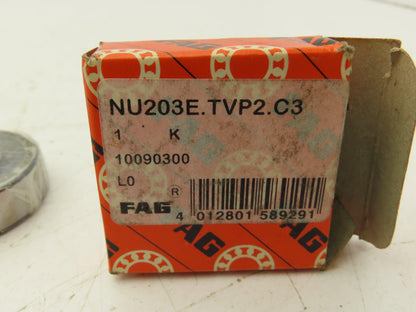 NU203E.TVP2.C3
1 K
10090300
L0
R
FAG
4 012801 589291
FAG